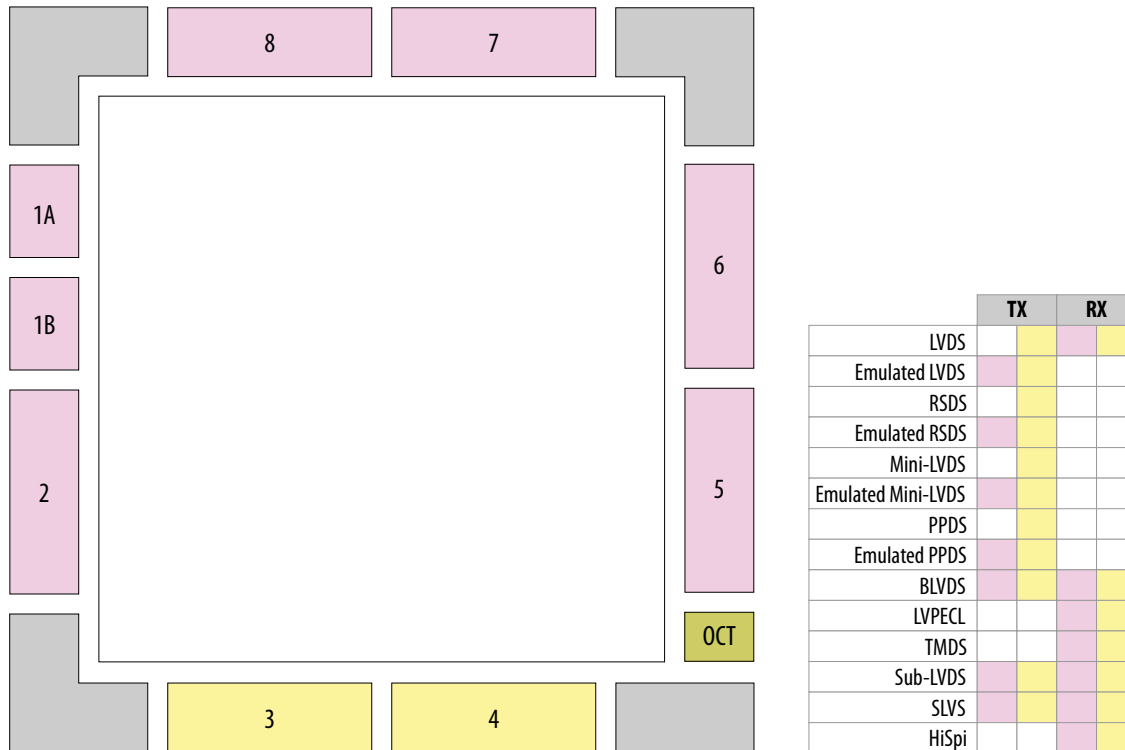 8
7
1A
6
1B
TX RX
LVDS
Emulated LVDS
RSDS
Emulated RSDS
Mini-LVDS
2
5
Emulated Mini-LVDS
PPDS
Emulated PPDS
BLVDS
LVPECL
OCT
TMDS
Sub-LVDS
3
4
SLVS
HiSpi